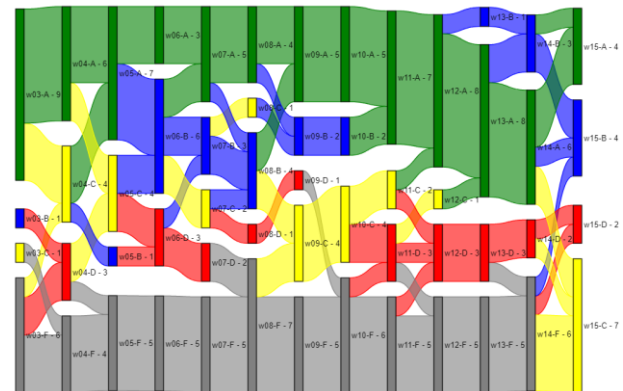 w03-A - 9
w03-B - 1
w03-C - 1
w03-F - 6
w04-A - 6
w04-C - 4
w04-D - 3
w04-F - 4
w05-A - 7
w05-C - 4
w05-B - 1
w05-F - 5
w06-A - 3
w06-B - 6
w06-D - 3
w06-F - 5
w07-A - 5
w07-B - 3
w07-C - 2
w07-D - 2
w07-F - 5
w08-A - 4
w08-C - 1
w08-B - 4
w08-D - 1
w08-F - 7
w09-A - 5
w09-B - 2
w09-D - 1
w09-C - 4
w09-F - 5
w10-A - 5
w10-B - 2
w10-C - 4
w10-F - 6
w11-A - 7
w11-C - 2
w11-D - 3
w11-F - 5
w12-A - 8
w12-C - 1
w12-D - 3
w12-F - 5
w13-B - 1
w13-A - 8
w13-D - 3
w13-F - 5
w14-B - 3
w14-A - 6
w14-D - 2
w14-F - 6
w15-A - 4
w15-B - 4
w15-D - 2
w15-C - 7